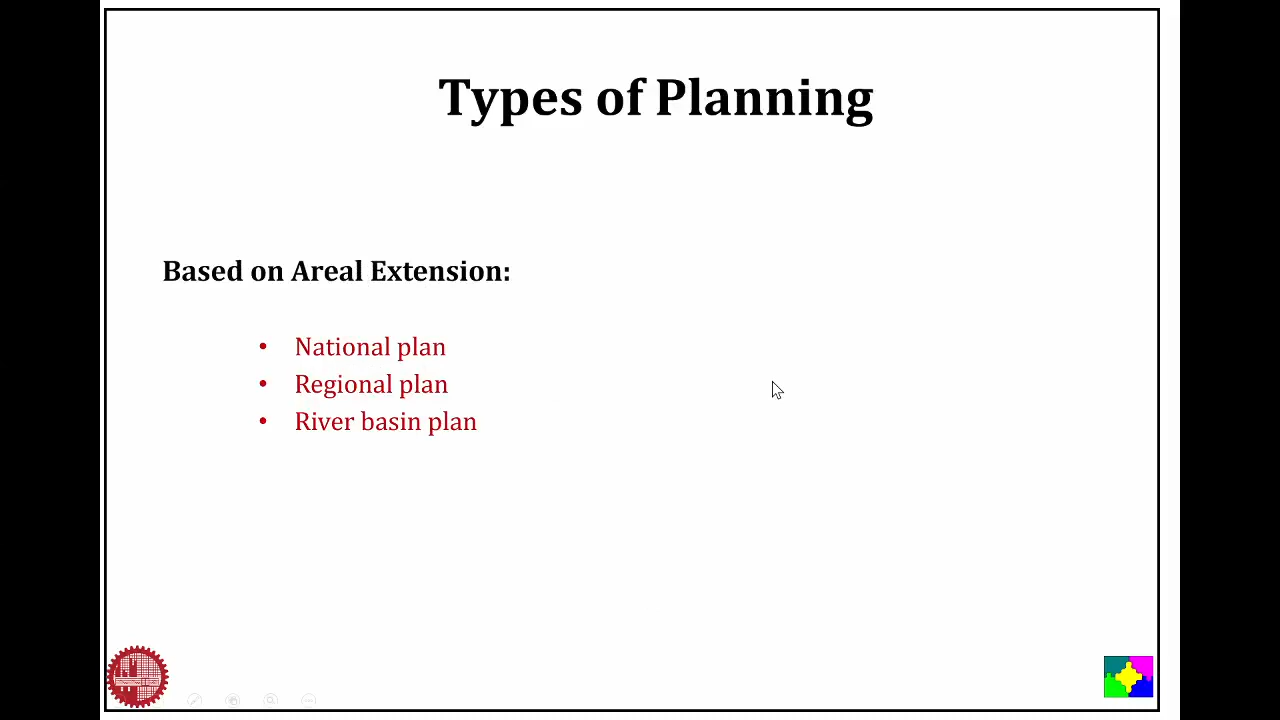 Types of Planning
Based on Areal Extension:
• National plan
• Regional plan
• River basin plan